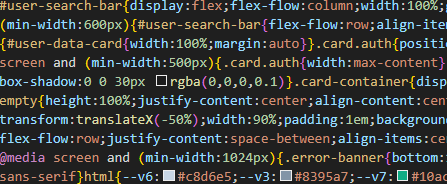 #user-search-bar{display:flex;flex-flow:column;width:100%;
(min-width:600px){#user-search-bar{flex-flow:row;align-ite
{#user-data-card{width:100%;margin:auto}}.card.auth{positi
screen and (min-width:500px){.card.auth{width:max-content}
box-shadow:0 0 30px rgba(0,0,0,0.1)}.card-container{disp
empty{height:100%;justify-content:center;align-content:cen
transform:translateX(-50%);width:90%;padding:1em;backgroun
flex-flow:row;justify-content:space-between;align-items:ce
@media screen and (min-width:1024px){.error-banner{bottom:
sans-serif}html{--v6:#c8d6e5;--v3:#8395a7;--v7:#10ac